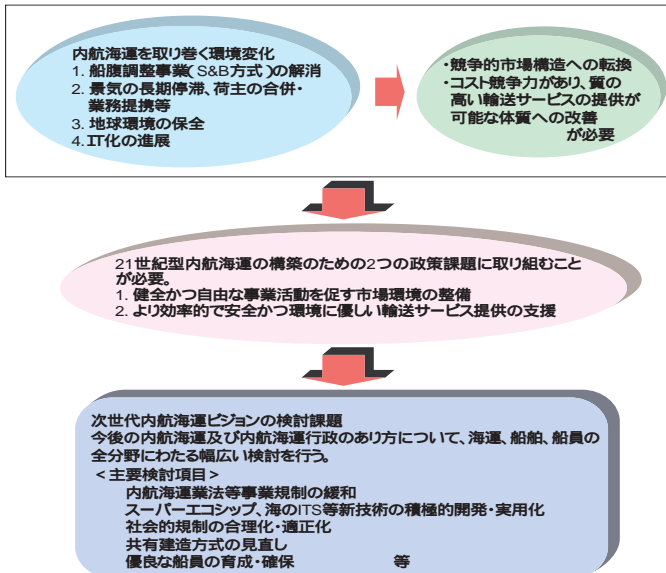 内航海運を取り巻く環境変化
1. 船腹調整事業(S&B方式)の解消
2. 景気の長期停滞、荷主の合併・
業務提携等
3. 地球環境の保全
4. IT化の進展
・競争的市場構造への転換
・コスト競争力があり、質の
高い輸送サービスの提供が
可能な体質への改善
が必要
21世紀型内航海運の構築のための2つの政策課題に取り組むこと
が必要。
1. 健全かつ自由な事業活動を促す市場環境の整備
2. より効率的で安全かつ環境に優しい輸送サービス提供の支援
次世代内航海運ビジョンの検討課題
今後の内航海運及び内航海運行政のあり方について、海運、船舶、船員の
全分野にわたる幅広い検討を行う。
＜主要検討項目＞
内航海運業法等事業規制の緩和
スーパーエコシップ、海のITS等新技術の積極的開発・実用化
社会的規制の合理化・適正化
共有建造方式の見直し
優良な船員の育成・確保 等